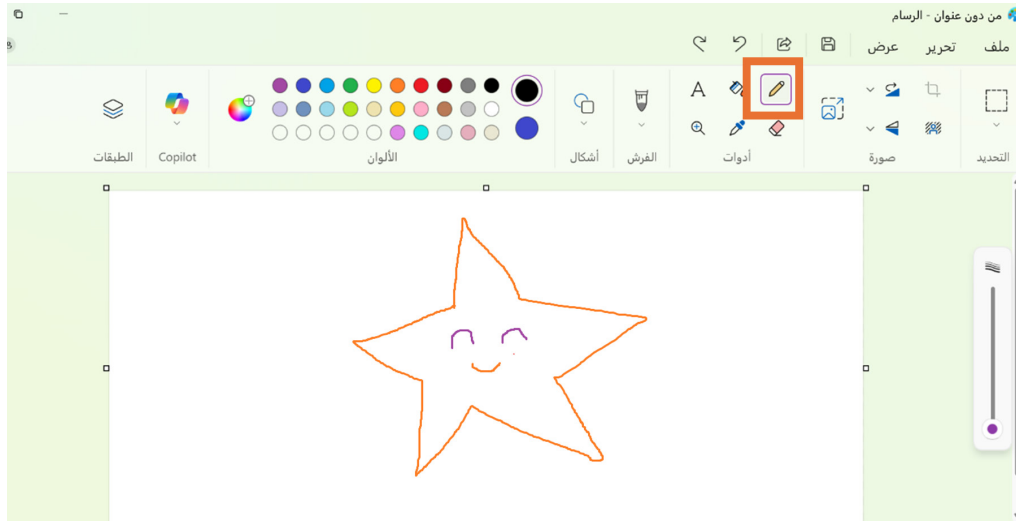 من دون عنوان - الرسام
ملف تحرير عرض
التحديد صورة أدوات الفرش أشكال الألوان Copilot الطبقات